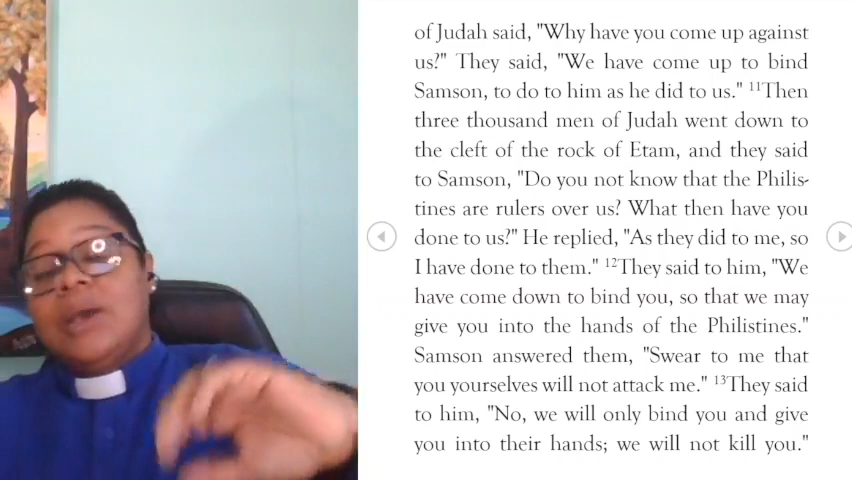 of Judah said, "Why have you come up against
us?" They said, "We have come up to bind
Samson, to do to him as he did to us." ¹¹Then
three thousand men of Judah went down to
the cleft of the rock of Etam, and they said
to Samson, "Do you not know that the Philis-
tines are rulers over us? What then have you
done to us?" He replied, "As they did to me, so
I have done to them." ¹²They said to him, "We
have come down to bind you, so that we may
give you into the hands of the Philistines."
Samson answered them, "Swear to me that
you yourselves will not attack me." ¹³They said
to him, "No, we will only bind you and give
you into their hands; we will not kill you."